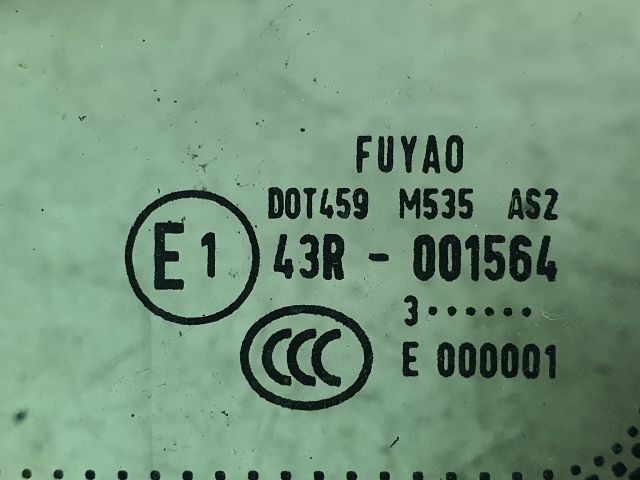 FUYAO
DOT459 M535 AS2
E1 43R - 001564
3······
CCC E 000001